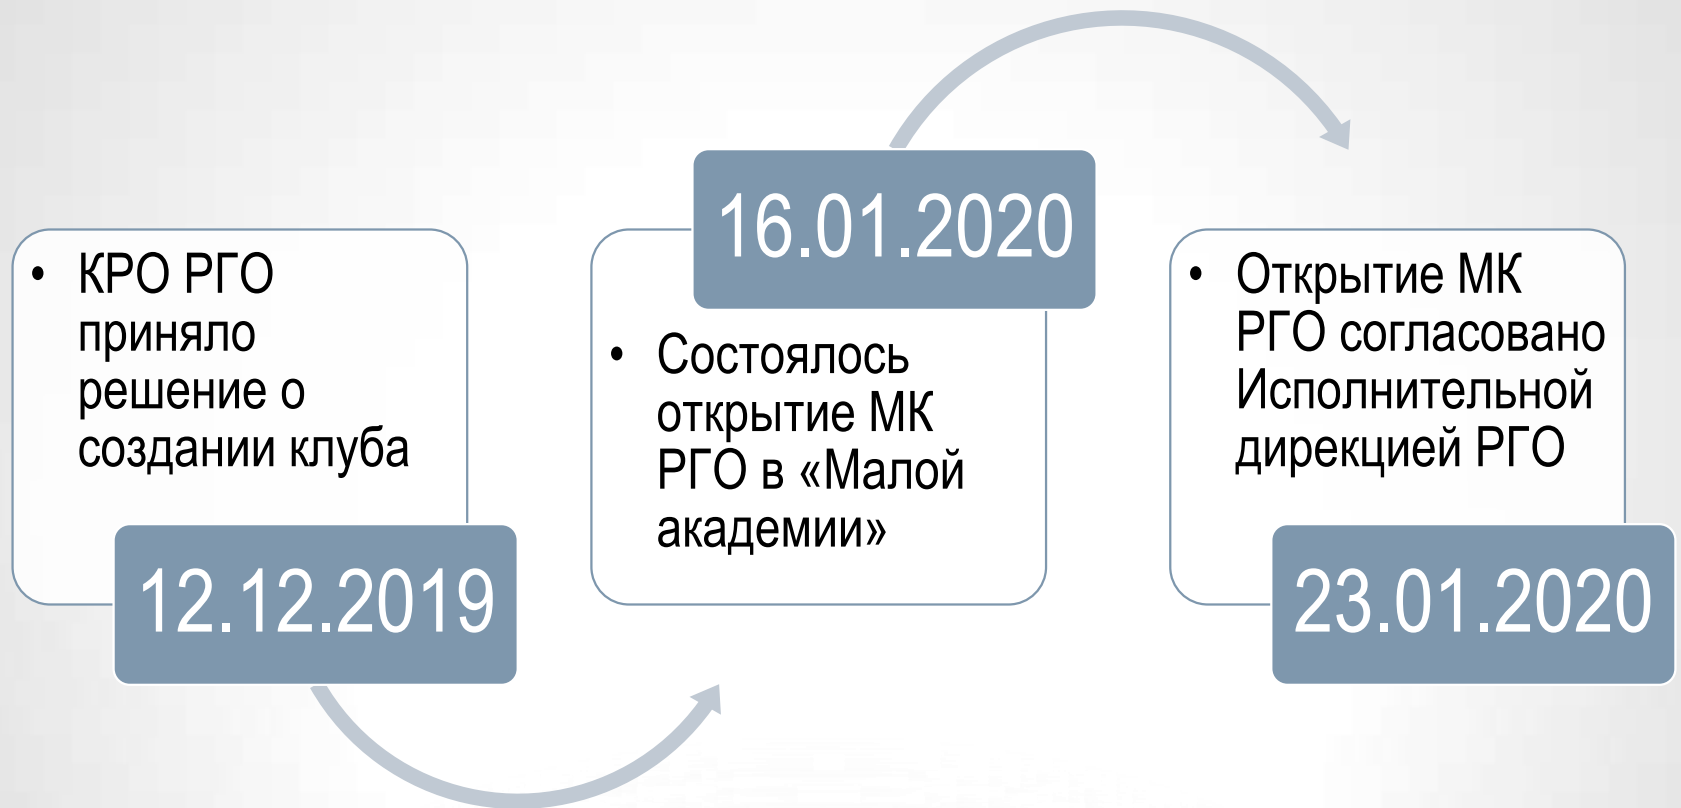 • КРО РГО
приняло
решение о
создании клуба
12.12.2019
16.01.2020
• Состоялось
открытие МК
РГО в «Малой
академии»
• Открытие МК
РГО согласовано
Исполнительной
дирекцией РГО
23.01.2020